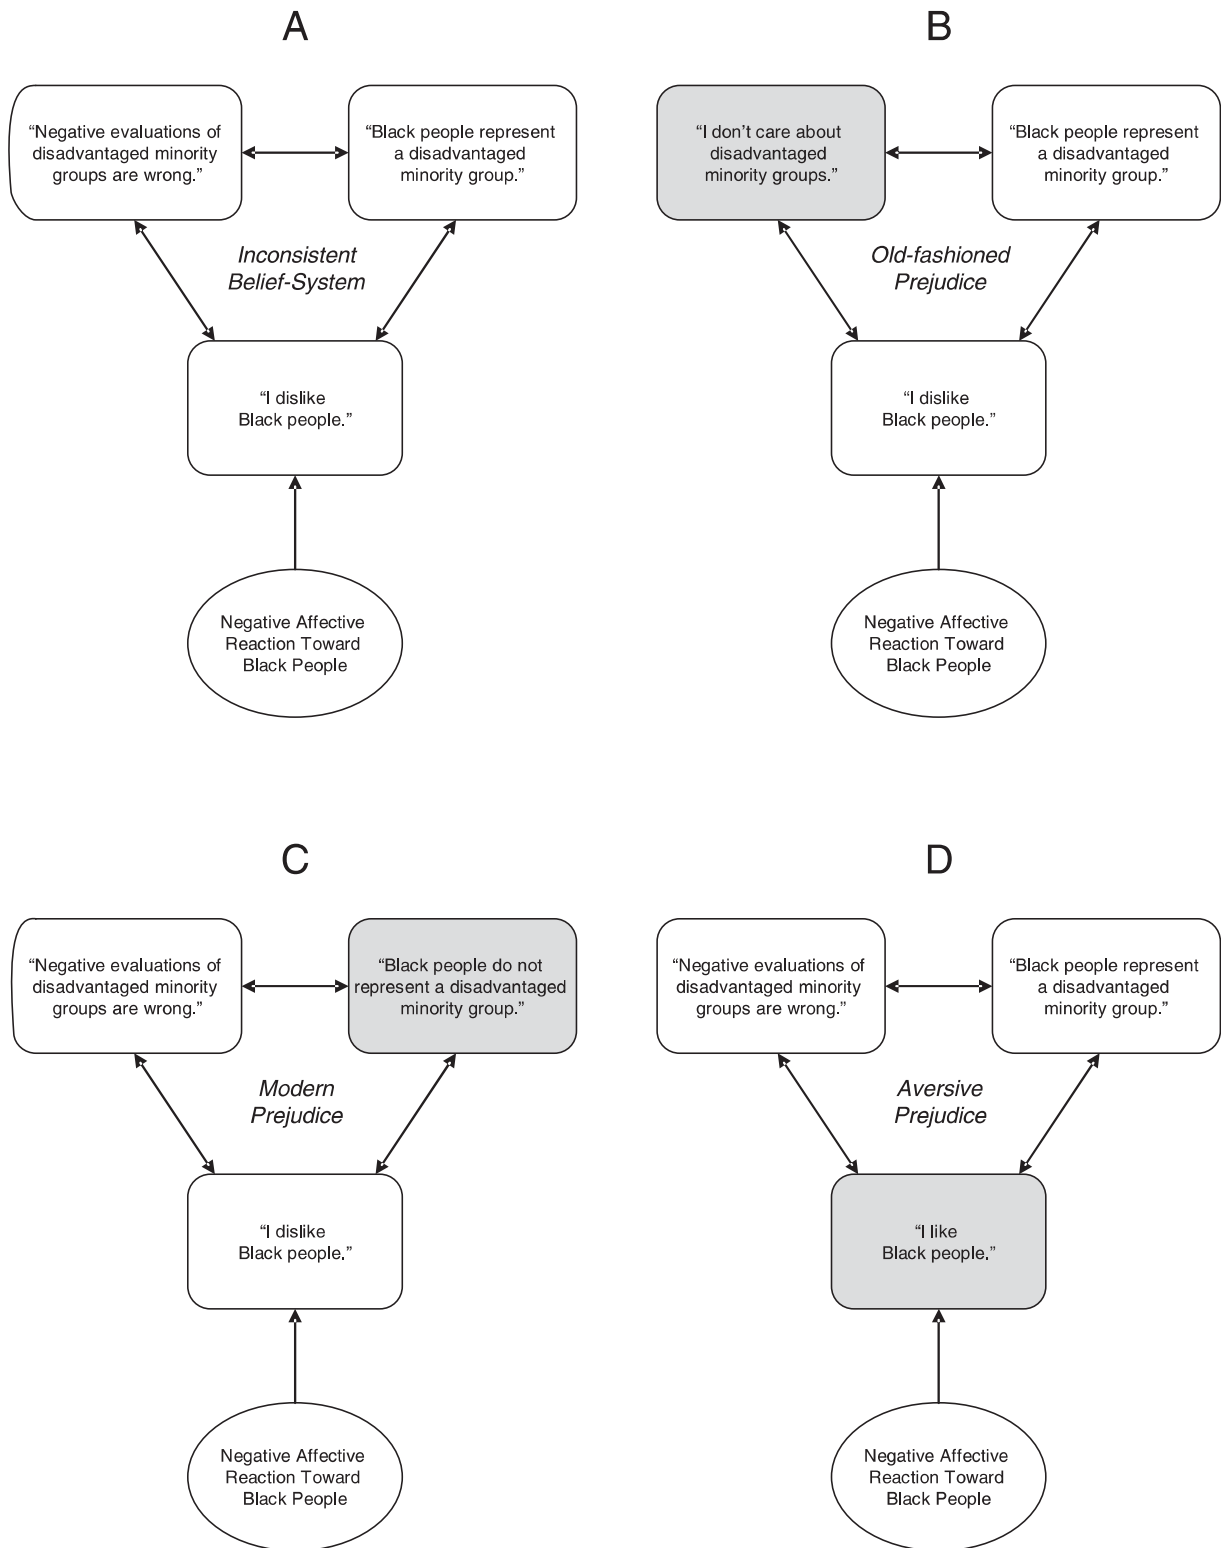 A
“Negative evaluations of
disadvantaged minority
groups are wrong.”
“Black people represent
a disadvantaged
minority group.”
Inconsistent
Belief-System
“I dislike
Black people.”
Negative Affective
Reaction Toward
Black People
B
“I don’t care about
disadvantaged
minority groups.”
“Black people represent
a disadvantaged
minority group.”
Old-fashioned
Prejudice
“I dislike
Black people.”
Negative Affective
Reaction Toward
Black People
C
“Negative evaluations of
disadvantaged minority
groups are wrong.”
“Black people do not
represent a disadvantaged
minority group.”
Modern
Prejudice
“I dislike
Black people.”
Negative Affective
Reaction Toward
Black People
D
“Negative evaluations of
disadvantaged minority
groups are wrong.”
“Black people represent
a disadvantaged
minority group.”
Aversive
Prejudice
“I like
Black people.”
Negative Affective
Reaction Toward
Black People